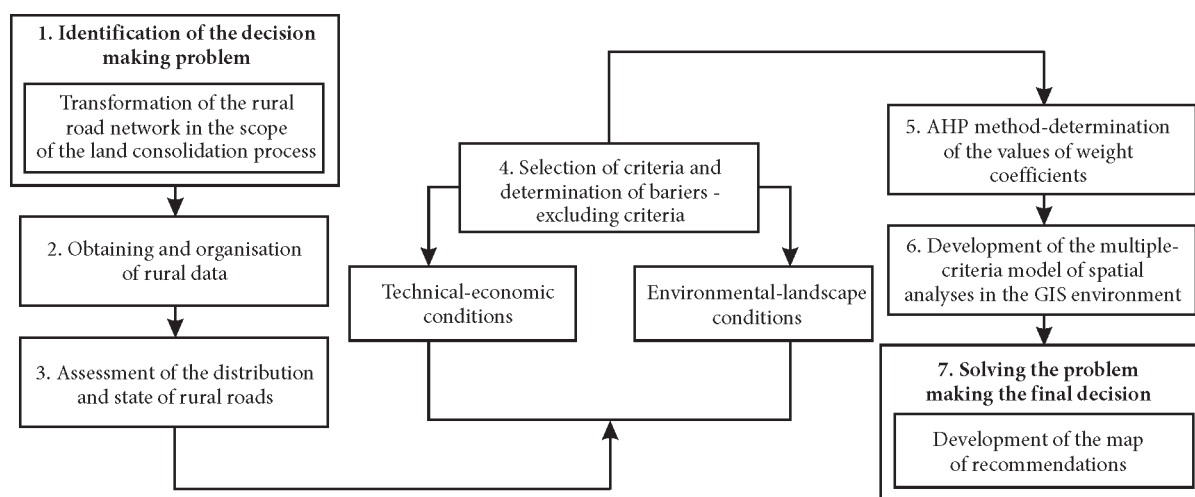 1. Identification of the decision
making problem
Transformation of the rural
road network in the scope
of the land consolidation process
2. Obtaining and organisation
of rural data
3. Assessment of the distribution
and state of rural roads
4. Selection of criteria and
determination of bariers -
excluding criteria
Technical-economic
conditions
Environmental-landscape
conditions
5. AHP method-determination
of the values of weight
coefficients
6. Development of the multiple-
criteria model of spatial
analyses in the GIS environment
7. Solving the problem
making the final decision
Development of the map
of recommendations